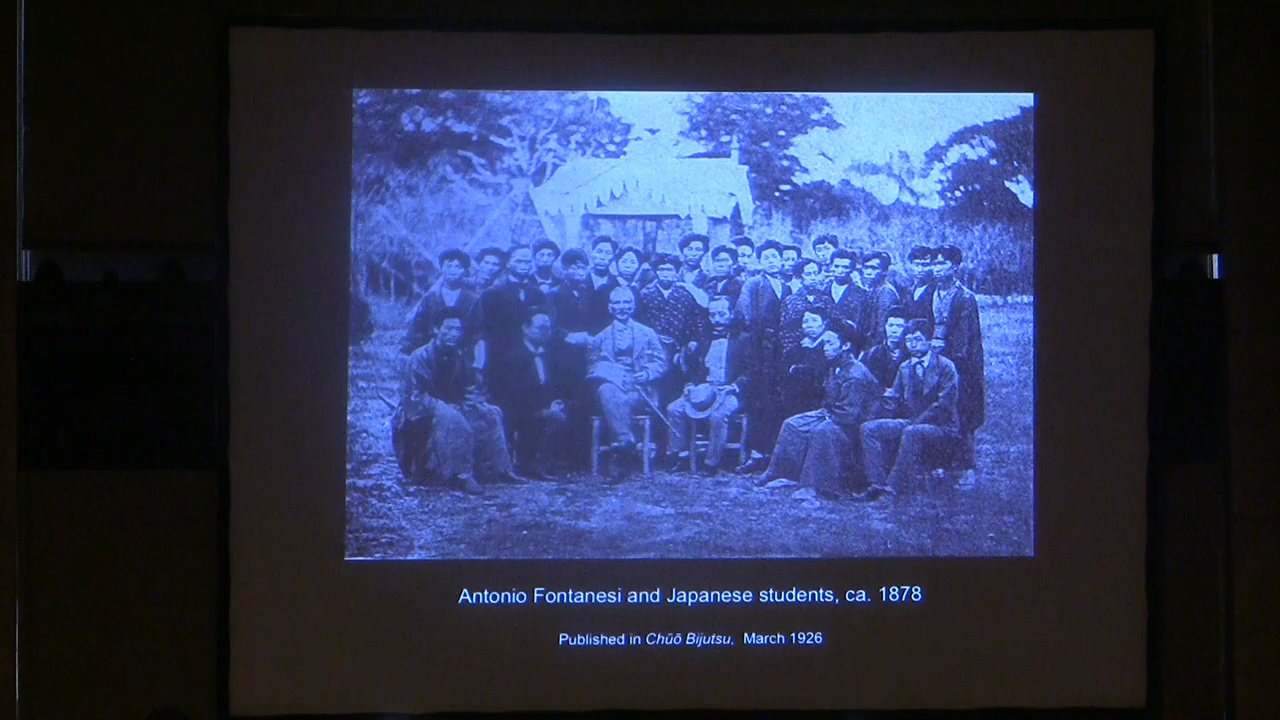 Antonio Fontanesi and Japanese students, ca. 1878
Published in Chūō Bijutsu, March 1926